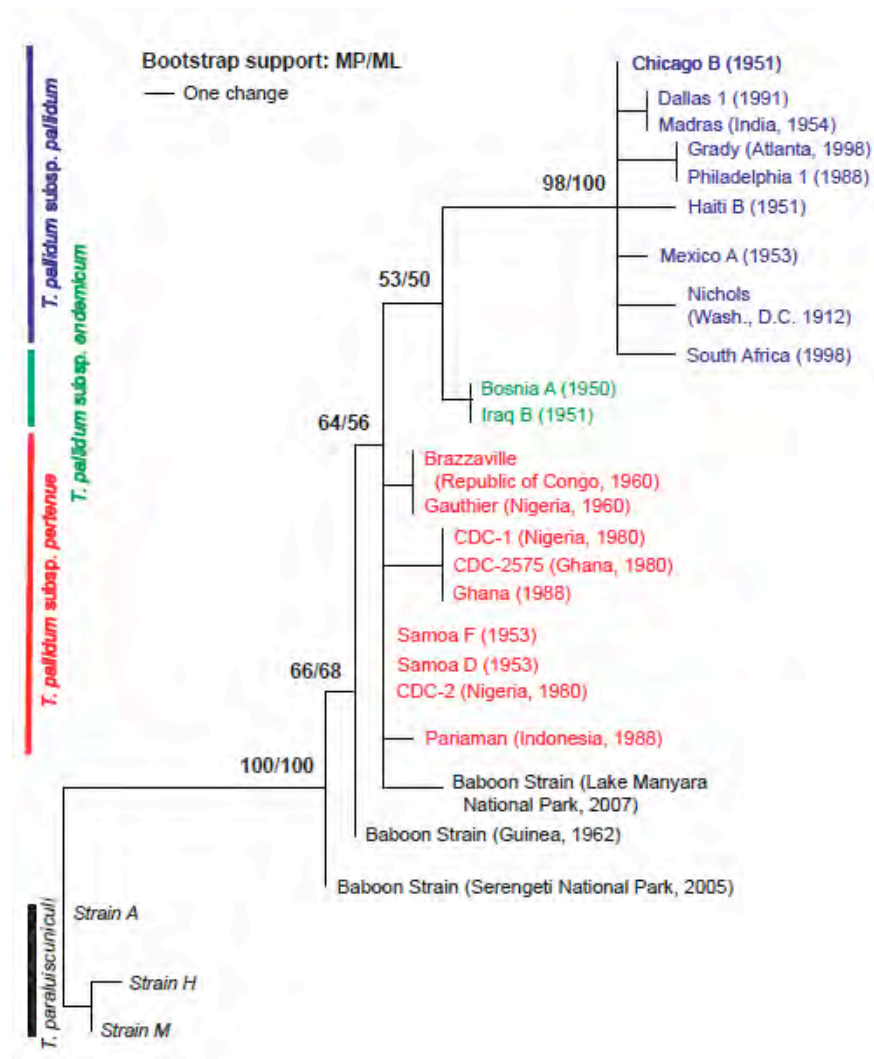 Bootstrap support: MP/ML
One change
T. pallidum subsp. pallidum
T. pallidum subsp. endemicum
T. pallidum subsp. pertenue
T. paraluiscuniculi
Chicago B (1951)
Dallas 1 (1991)
Madras (India, 1954)
Grady (Atlanta, 1998)
Philadelphia 1 (1988)
98/100
Haiti B (1951)
Mexico A (1953)
53/50
Nichols
(Wash., D.C. 1912)
South Africa (1998)
Bosnia A (1950)
Iraq B (1951)
64/56
Brazzaville
(Republic of Congo, 1960)
Gauthier (Nigeria, 1960)
CDC-1 (Nigeria, 1980)
CDC-2575 (Ghana, 1980)
Ghana (1988)
Samoa F (1953)
Samoa D (1953)
66/68
CDC-2 (Nigeria, 1980)
Pariaman (Indonesia, 1988)
100/100
Baboon Strain (Lake Manyara
National Park, 2007)
Baboon Strain (Guinea, 1962)
Baboon Strain (Serengeti National Park, 2005)
Strain A
Strain H
Strain M